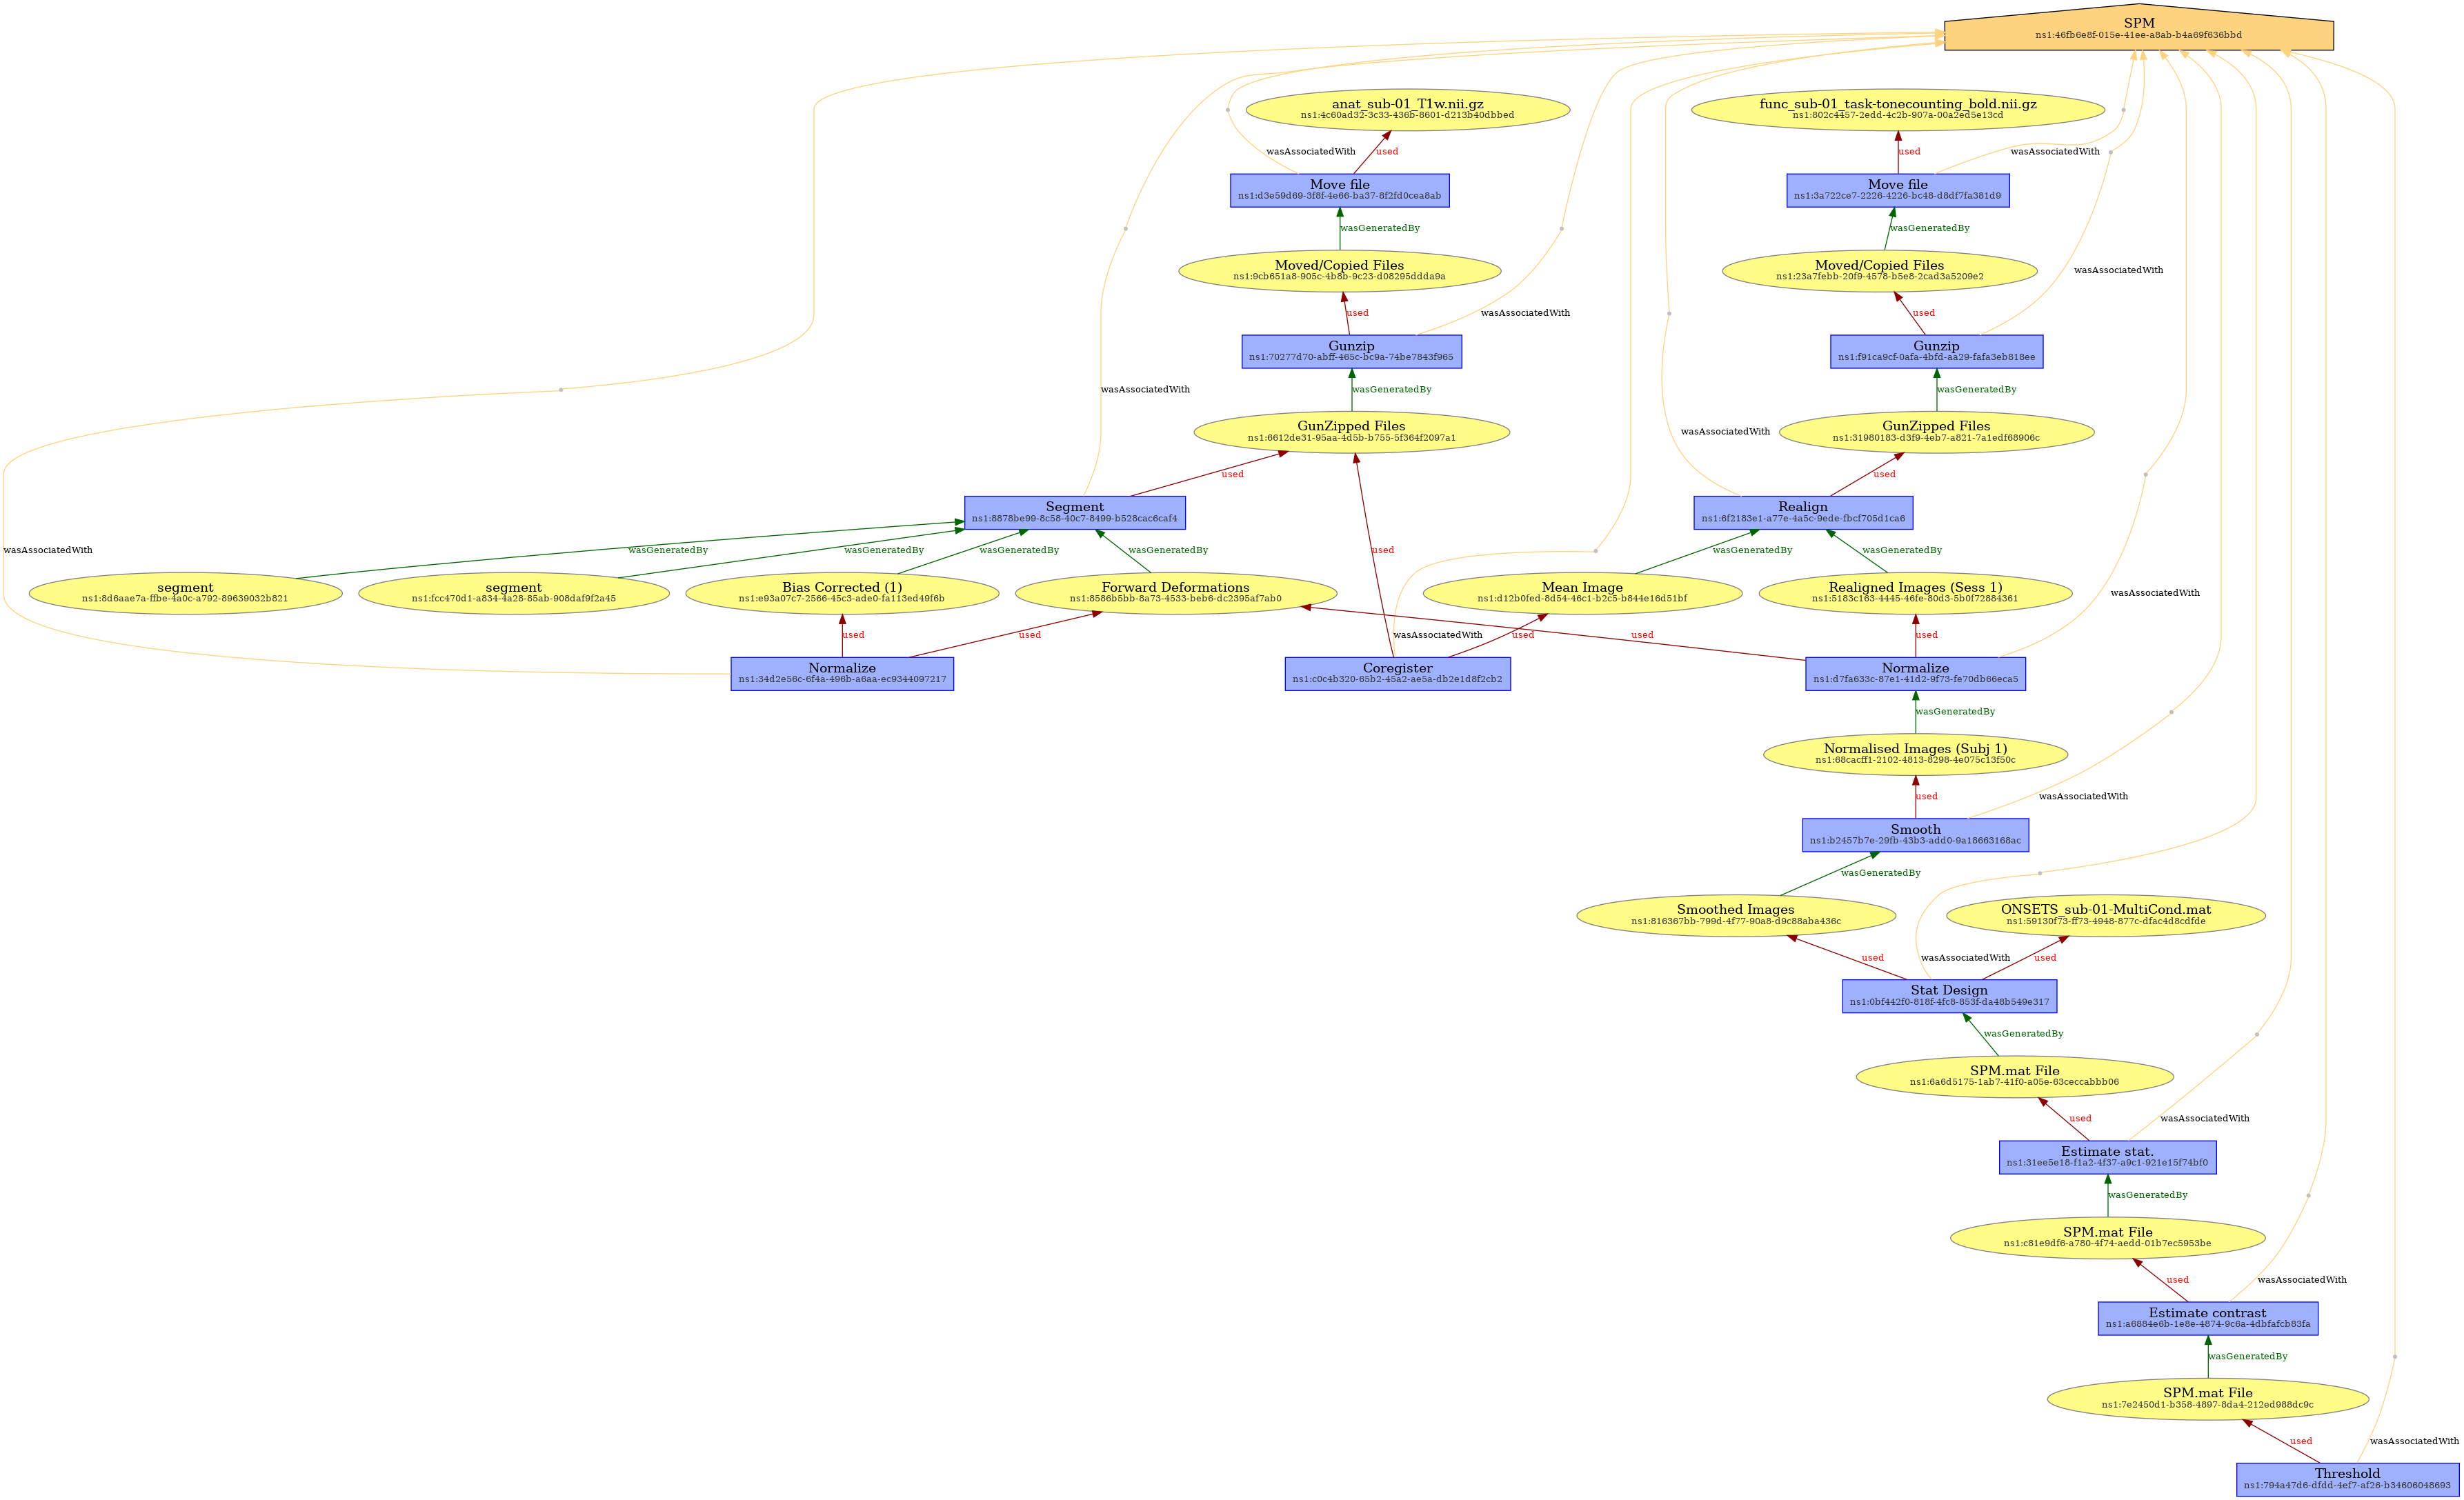 SPM
ns1:46fb6e8f-015e-41ee-a8ab-b4a69f636bbd
anat_sub-01_T1w.nii.gz
ns1:4c60ad32-3c33-436b-8601-d213b40dbbed
func_sub-01_task-tonecounting_bold.nii.gz
ns1:802c4457-2edd-4c2b-907a-00a2ed5e13cd
wasAssociatedWith
used
used
wasAssociatedWith
Move file
ns1:d3e59d69-3f8f-4e66-ba37-8f2fd0cea8ab
Move file
ns1:3a722ce7-2226-4226-bc48-d8df7fa381d9
wasGeneratedBy
wasGeneratedBy
Moved/Copied Files
ns1:9cb651a8-905c-4b8b-9c23-d08295ddda9a
Moved/Copied Files
ns1:23a7febb-20f9-4578-b5e8-2cad3a5209e2
wasAssociatedWith
used
wasAssociatedWith
used
Gunzip
ns1:70277d70-abff-465c-bc9a-74be7843f965
Gunzip
ns1:f91ca9cf-0afa-4bfd-aa29-fafa3eb818ee
wasAssociatedWith
wasGeneratedBy
wasGeneratedBy
GunZipped Files
ns1:6612de31-95aa-4d5b-b755-5f364f2097a1
wasAssociatedWith
GunZipped Files
ns1:31980183-d3f9-4eb7-a821-7a1edf68906c
used
used
Segment
ns1:8878be99-8c58-40c7-8499-b528cac6caf4
Realign
ns1:6f2183e1-a77e-4a5c-9ede-fbcf705d1ca6
wasAssociatedWith
wasGeneratedBy
wasGeneratedBy
wasGeneratedBy
wasGeneratedBy
used
wasGeneratedBy
wasGeneratedBy
segment
ns1:8d6aae7a-ffbe-4a0c-a792-89639032b821
segment
ns1:fcc470d1-a834-4a28-85ab-908daf9f2a45
Bias Corrected (1)
ns1:e93a07c7-2566-45c3-ade0-fa113ed49f6b
Forward Deformations
ns1:8586b5bb-8a73-4533-beb6-dc2395af7ab0
Mean Image
ns1:d12b0fed-8d54-46c1-b2c5-b844e16d51bf
Realigned Images (Sess 1)
ns1:5183c163-4445-46fe-80d3-5b0f72884361
wasAssociatedWith
used
used
wasAssociatedWith
used
used
used
Normalize
ns1:34d2e56c-6f4a-496b-a6aa-ec9344097217
Coregister
ns1:c0c4b320-65b2-45a2-ae5a-db2e1d8f2cb2
Normalize
ns1:d7fa633c-87e1-41d2-9f73-fe70db66eca5
wasGeneratedBy
Normalised Images (Subj 1)
ns1:68cacff1-2102-4813-8298-4e075c13f50c
used
wasAssociatedWith
Smooth
ns1:b2457b7e-29fb-43b3-add0-9a18663168ac
wasGeneratedBy
Smoothed Images
ns1:816367bb-799d-4f77-90a8-d9c88aba436c
ONSETS_sub-01-MultiCond.mat
ns1:59130f73-ff73-4948-877c-dfac4d8cdfde
used
wasAssociatedWith
used
Stat Design
ns1:0bf442f0-818f-4fc8-853f-da48b549e317
wasGeneratedBy
SPM.mat File
ns1:6a6d5175-1ab7-41f0-a05e-63ceccabbb06
used
wasAssociatedWith
Estimate stat.
ns1:31ee5e18-f1a2-4f37-a9c1-921e15f74bf0
wasGeneratedBy
SPM.mat File
ns1:c81e9df6-a780-4f74-aedd-01b7ec5953be
used
wasAssociatedWith
Estimate contrast
ns1:a6884e6b-1e8e-4874-9c6a-4dbfafcb83fa
wasGeneratedBy
SPM.mat File
ns1:7e2450d1-b358-4897-8da4-212ed988dc9c
used
wasAssociatedWith
Threshold
ns1:794a47d6-dfdd-4ef7-af26-b34606048693